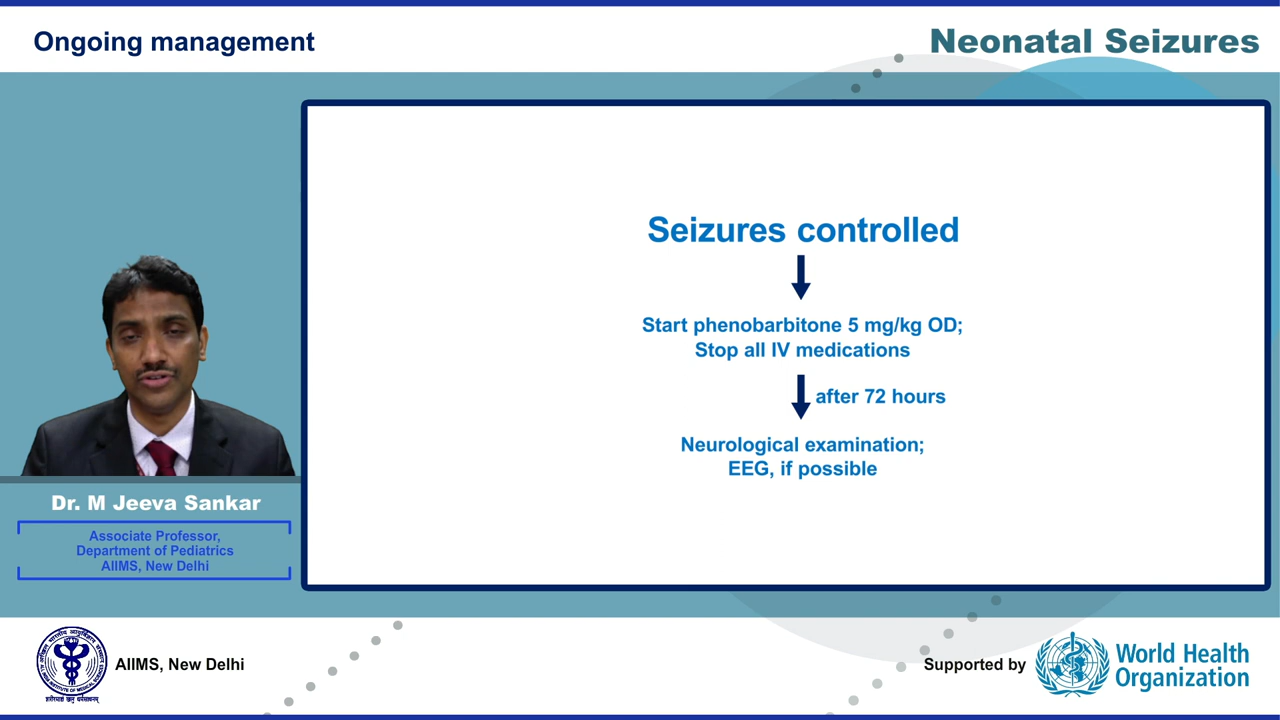 Ongoing management
Neonatal Seizures
Seizures controlled
Start phenobarbitone 5 mg/kg OD;
Stop all IV medications
after 72 hours
Neurological examination;
EEG, if possible
Dr. M Jeeva Sankar
Associate Professor,
Department of Pediatrics
AIIMS, New Delhi
AIIMS, New Delhi
Supported by
World Health
Organization